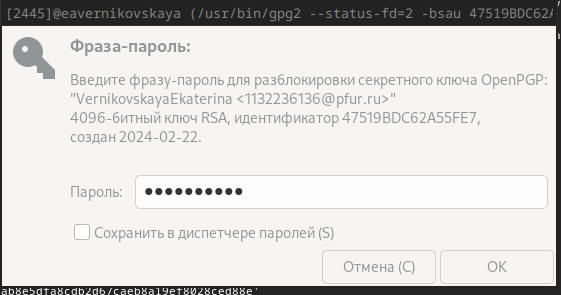 [2445]@eavernikovskaya (/usr/bin/gpg2 --status-fd=2 -bsau 47519BDC62A
Фраза-пароль:
Введите фразу-пароль для разблокировки секретного ключа OpenPGP:
"VernikovskayaEkaterina <1132236136@pfur.ru>"
4096-битный ключ RSA, идентификатор 47519BDC62A55FE7,
создан 2024-02-22.
Пароль: ●●●●●●●●●●
Сохранить в диспетчере паролей (S)
Отмена (C) OK
ab8e5dfa8cdb2d67caeb8a19ef8028ced88e'